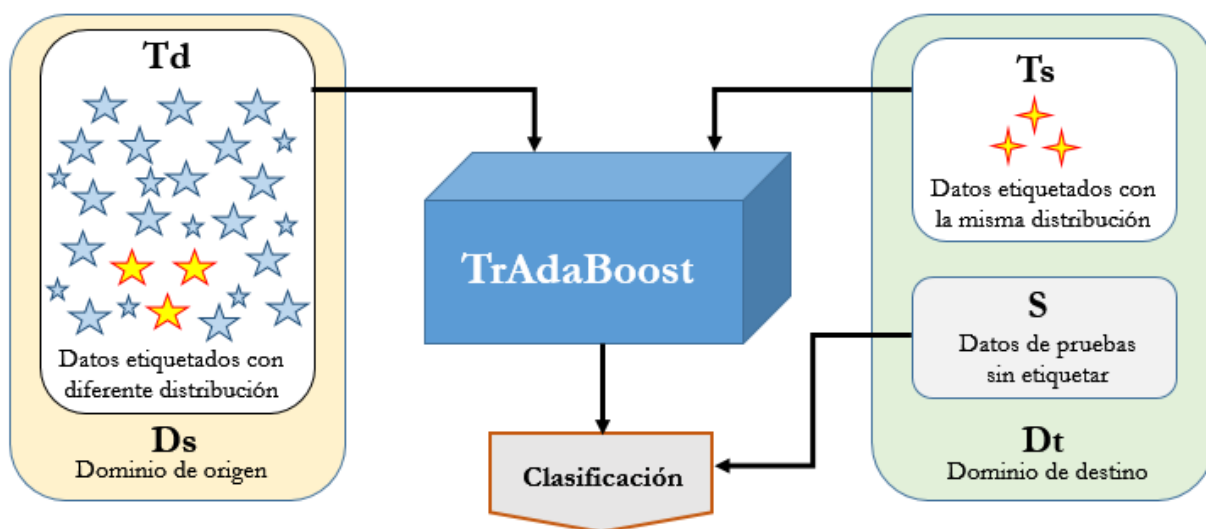 Td
Datos etiquetados con
diferente distribución
Ds
Dominio de origen
TrAdaBoost
Clasificación
Ts
Datos etiquetados con
la misma distribución
S
Datos de pruebas
sin etiquetar
Dt
Dominio de destino